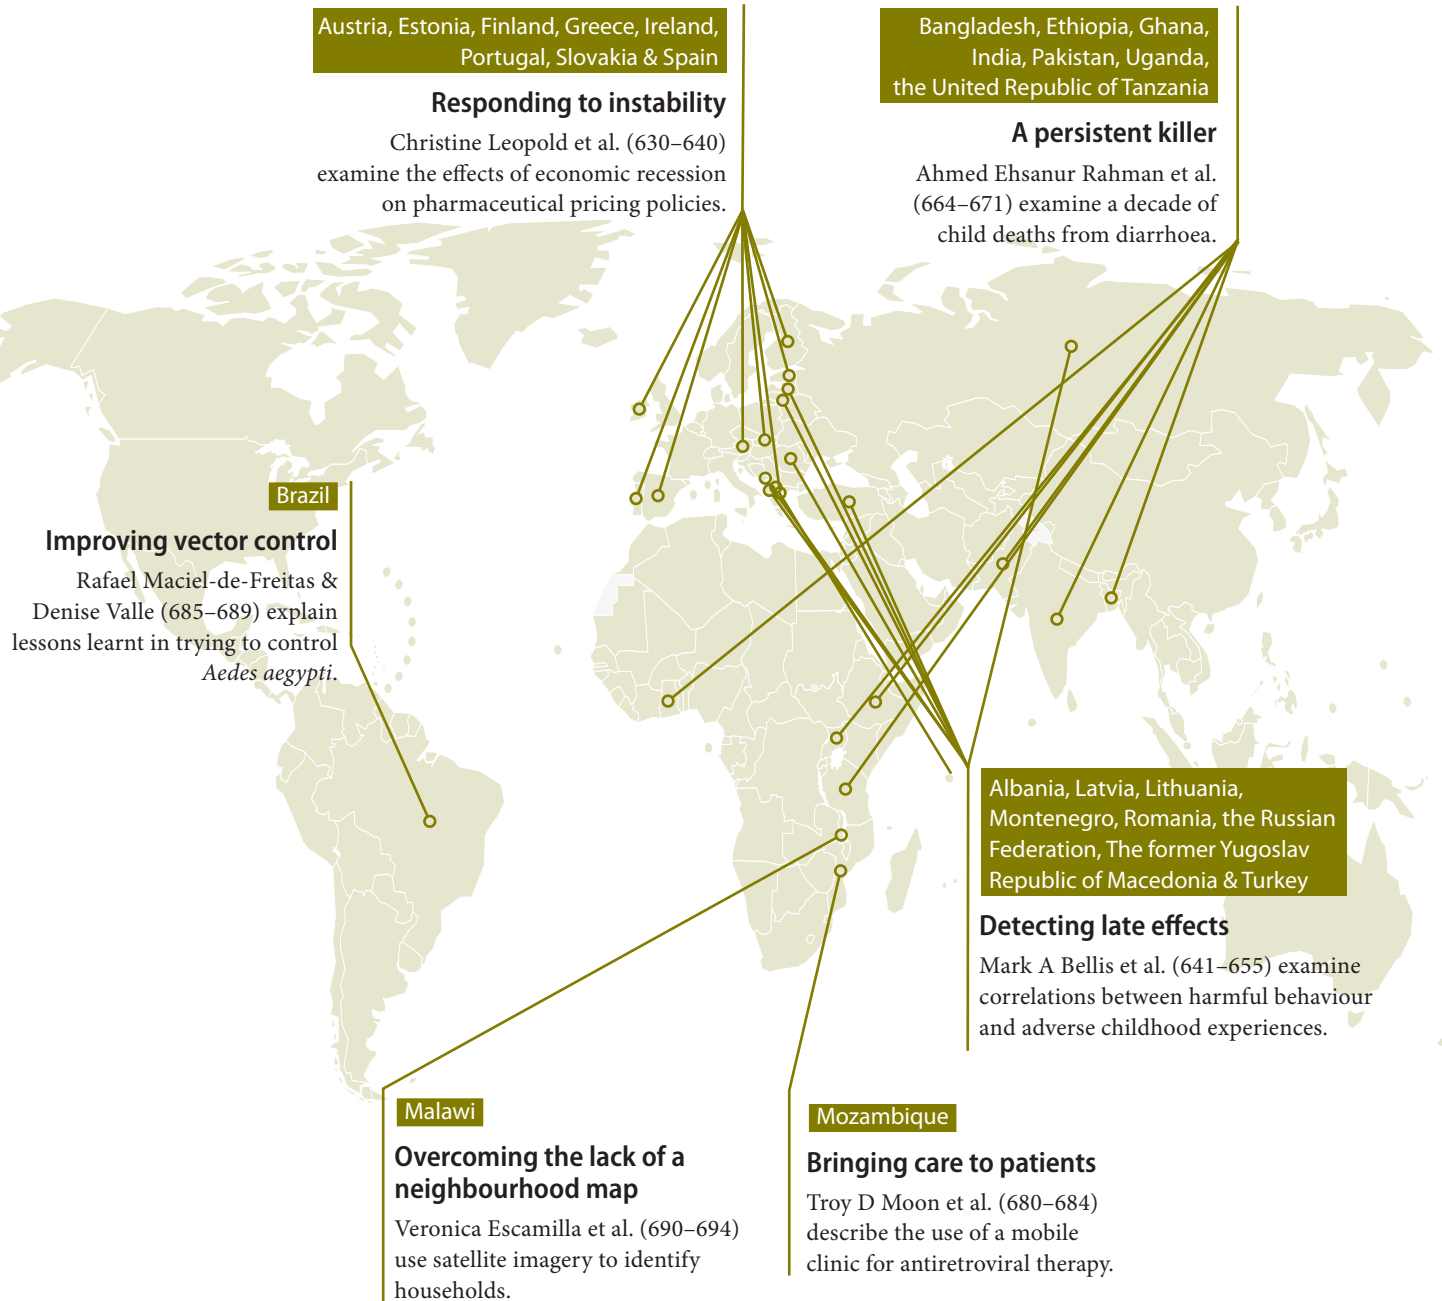 Austria, Estonia, Finland, Greece, Ireland,
Portugal, Slovakia & Spain
Responding to instability
Christine Leopold et al. (630–640)
examine the effects of economic recession
on pharmaceutical pricing policies.
Bangladesh, Ethiopia, Ghana,
India, Pakistan, Uganda,
the United Republic of Tanzania
A persistent killer
Ahmed Ehsanur Rahman et al.
(664–671) examine a decade of
child deaths from diarrhoea.
Brazil
Improving vector control
Rafael Maciel-de-Freitas &
Denise Valle (685–689) explain
lessons learnt in trying to control
Aedes aegypti.
Albania, Latvia, Lithuania,
Montenegro, Romania, the Russian
Federation, The former Yugoslav
Republic of Macedonia & Turkey
Detecting late effects
Mark A Bellis et al. (641–655) examine
correlations between harmful behaviour
and adverse childhood experiences.
Malawi
Overcoming the lack of a
neighbourhood map
Veronica Escamilla et al. (690–694)
use satellite imagery to identify
households.
Mozambique
Bringing care to patients
Troy D Moon et al. (680–684)
describe the use of a mobile
clinic for antiretroviral therapy.